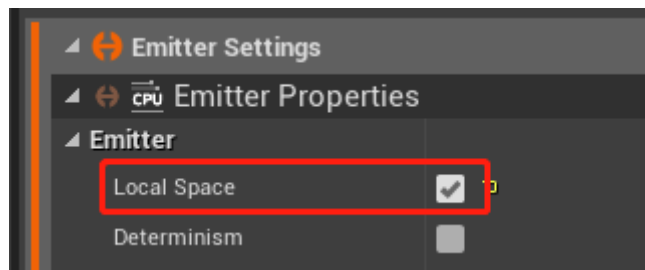 Emitter Settings
CPU Emitter Properties
Emitter
Local Space
Determinism